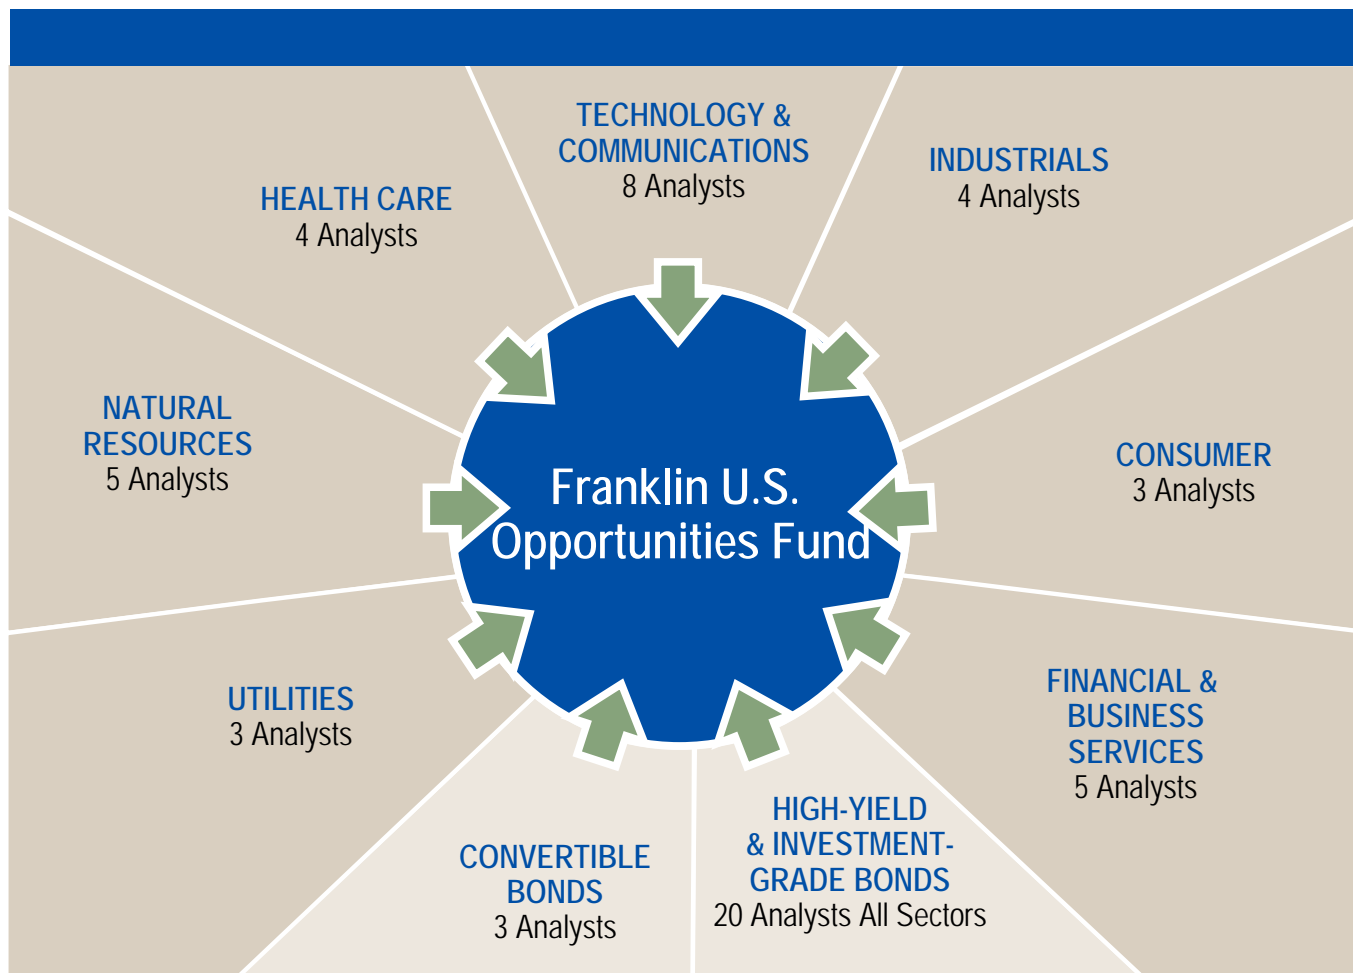 TECHNOLOGY &
COMMUNICATIONS
8 Analysts
INDUSTRIALS
4 Analysts
HEALTH CARE
4 Analysts
NATURAL
RESOURCES
5 Analysts
CONSUMER
3 Analysts
Franklin U.S.
Opportunities Fund
UTILITIES
3 Analysts
FINANCIAL &
BUSINESS
SERVICES
5 Analysts
CONVERTIBLE
BONDS
3 Analysts
HIGH-YIELD
& INVESTMENT-
GRADE BONDS
20 Analysts All Sectors